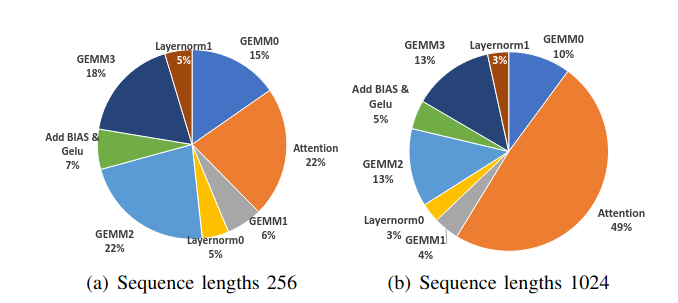 Layernorm1
5%
GEMM0
15%
Attention
22%
GEMM1
6%
Layernorm0
5%
GEMM2
22%
Add BIAS &
Gelu
7%
GEMM3
18%
(a) Sequence lengths 256
Layernorm1
3%
GEMM0
10%
Attention
49%
GEMM1
4%
Layernorm0
3%
GEMM2
13%
Add BIAS &
Gelu
5%
GEMM3
13%
(b) Sequence lengths 1024